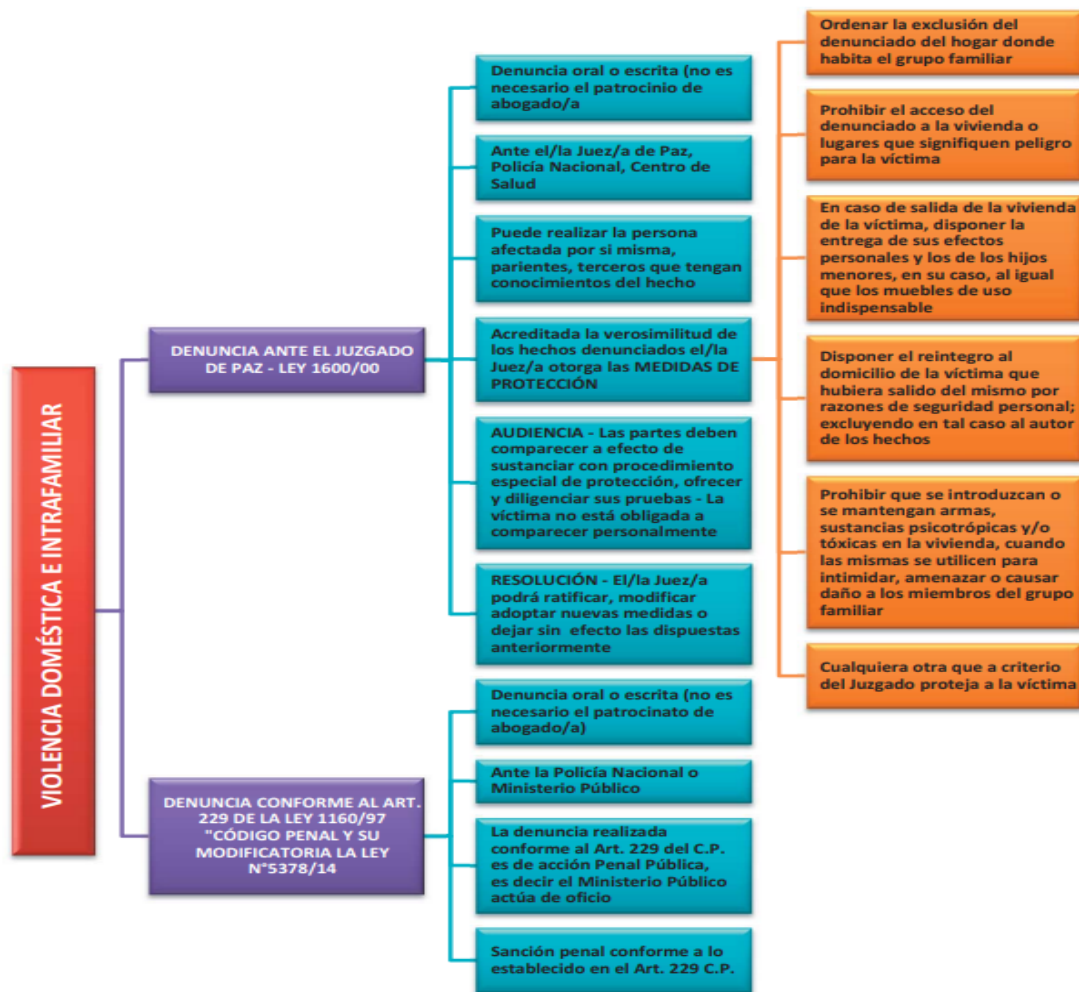 VIOLENCIA DOMÉSTICA E INTRAFAMILIAR
DENUNCIA ANTE EL JUZGADO
DE PAZ - LEY 1600/00
Denuncia oral o escrita (no es
necesario el patrocinio de
abogado/a
Ante el/la Juez/a de Paz,
Policía Nacional, Centro de
Salud
Puede realizar la persona
afectada por si misma,
parientes, terceros que tengan
conocimientos del hecho
Acreditada la verosimilitud de
los hechos denunciados el/la
Juez/a otorga las MEDIDAS DE
PROTECCIÓN
Ordenar la exclusión del
denunciado del hogar donde
habita el grupo familiar
Prohibir el acceso del
denunciado a la vivienda o
lugares que signifiquen peligro
para la víctima
En caso de salida de la vivienda
de la víctima, disponer la
entrega de sus efectos
personales y los de los hijos
menores, en su caso, al igual
que los muebles de uso
indispensable
Disponer el reintegro al
domicilio de la víctima que
hubiera salido del mismo por
razones de seguridad personal;
excluyendo en tal caso al autor
de los hechos
Prohibir que se introduzcan o
se mantengan armas,
sustancias psicotrópicas y/o
tóxicas en la vivienda, cuando
las mismas se utilicen para
intimidar, amenazar o causar
daño a los miembros del grupo
familiar
Cualquiera otra que a criterio
del Juzgado proteja a la víctima
AUDIENCIA - Las partes deben
comparecer a efecto de
sustanciar con procedimiento
especial de protección, ofrecer
y diligenciar sus pruebas - La
víctima no está obligada a
comparecer personalmente
RESOLUCIÓN - El/la Juez/a
podrá ratificar, modificar
adoptar nuevas medidas o
dejar sin efecto las dispuestas
anteriormente
DENUNCIA CONFORME AL ART.
229 DE LA LEY 1160/97
"CÓDIGO PENAL Y SU
MODIFICATORIA LA LEY
N°5378/14
Denuncia oral o escrita (no es
necesario el patrocinato de
abogado/a)
Ante la Policía Nacional o
Ministerio Público
La denuncia realizada
conforme al Art. 229 del C.P.
es de acción Penal Pública,
es decir el Ministerio Público
actúa de oficio
Sanción penal conforme a lo
establecido en el Art. 229 C.P.